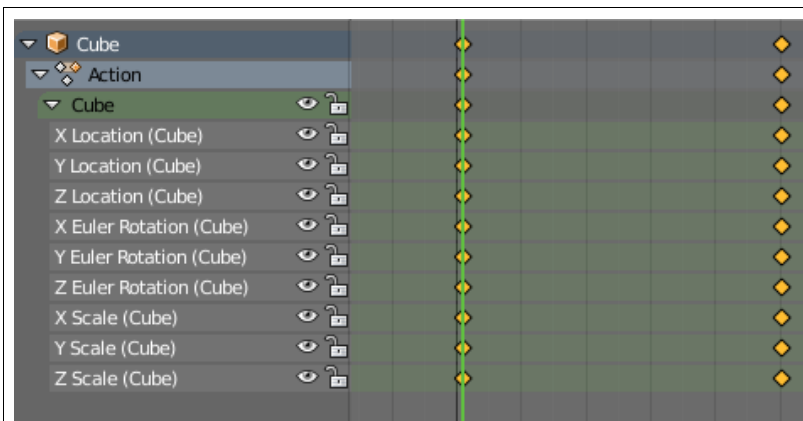 Cube
Action
Cube
X Location (Cube)
Y Location (Cube)
Z Location (Cube)
X Euler Rotation (Cube)
Y Euler Rotation (Cube)
Z Euler Rotation (Cube)
X Scale (Cube)
Y Scale (Cube)
Z Scale (Cube)